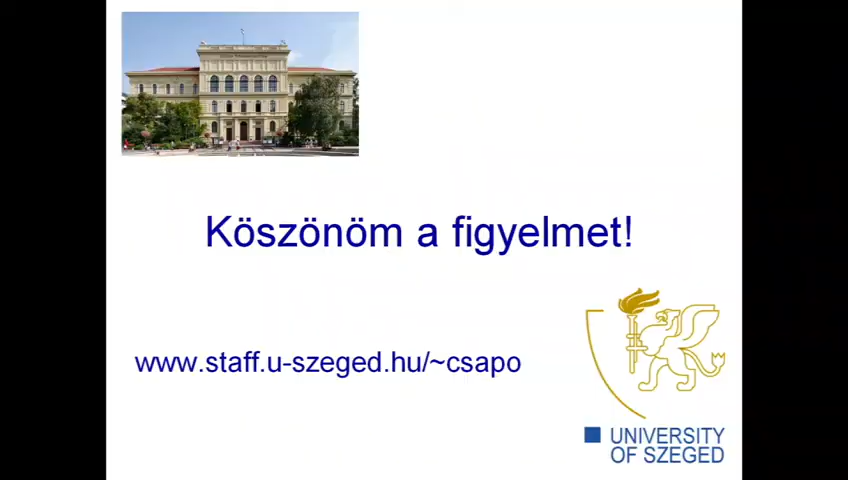 Köszönöm a figyelmet!
www.staff.u-szeged.hu/~csapo
UNIVERSITY
OF SZEGED